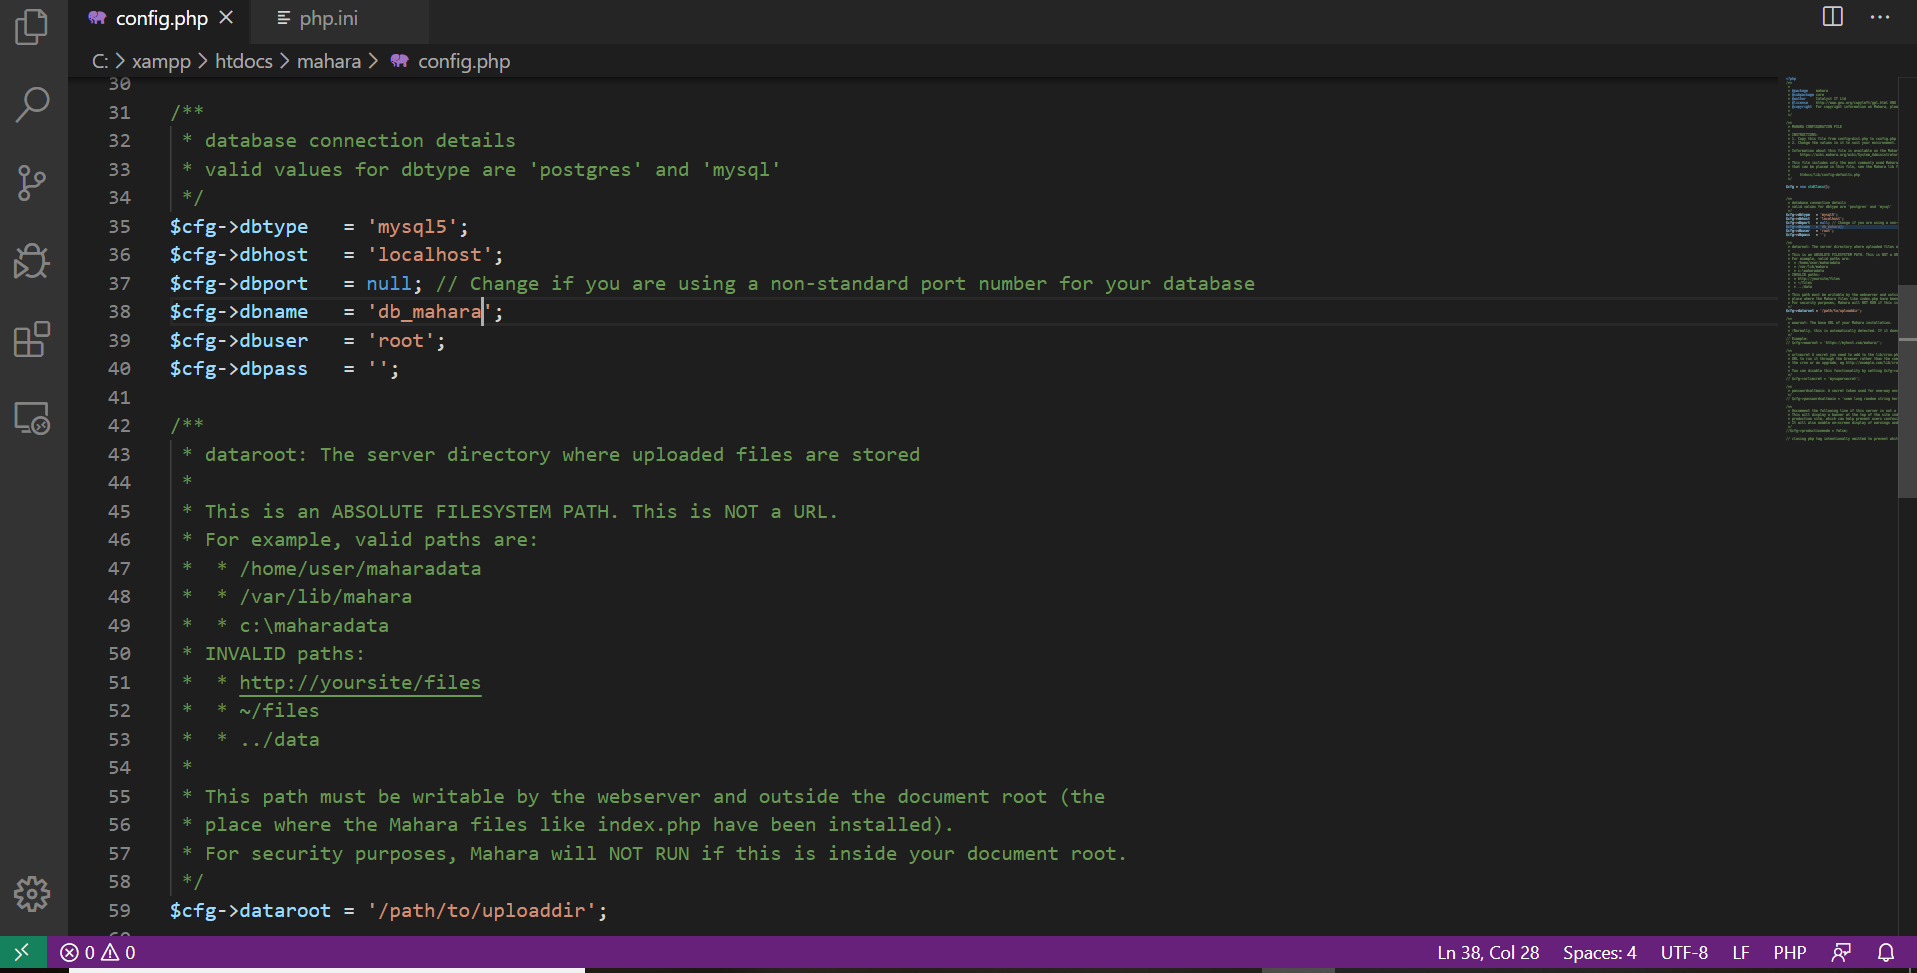 config.php
php.ini
C: > xampp > htdocs > mahara > config.php
30
31 /**
32 * database connection details
33 * valid values for dbtype are 'postgres' and 'mysql'
34 */
35 $cfg->dbtype = 'mysql5';
36 $cfg->dbhost = 'localhost';
37 $cfg->dbport = null; // Change if you are using a non-standard port number for your database
38 $cfg->dbname = 'db_mahara';
39 $cfg->dbuser = 'root';
40 $cfg->dbpass = '';
41
42 /**
43 * dataroot: The server directory where uploaded files are stored
44 *
45 * This is an ABSOLUTE FILESYSTEM PATH. This is NOT a URL.
46 * For example, valid paths are:
47 * * /home/user/maharadata
48 * * /var/lib/mahara
49 * * c:\maharadata
50 * INVALID paths:
51 * * http://yoursite/files
52 * * ~/files
53 * * ../data
54 *
55 * This path must be writable by the webserver and outside the document root (the
56 * place where the Mahara files like index.php have been installed).
57 * For security purposes, Mahara will NOT RUN if this is inside your document root.
58 */
59 $cfg->dataroot = '/path/to/uploaddir';
0 0 Ln 38, Col 28 Spaces: 4 UTF-8 LF PHP